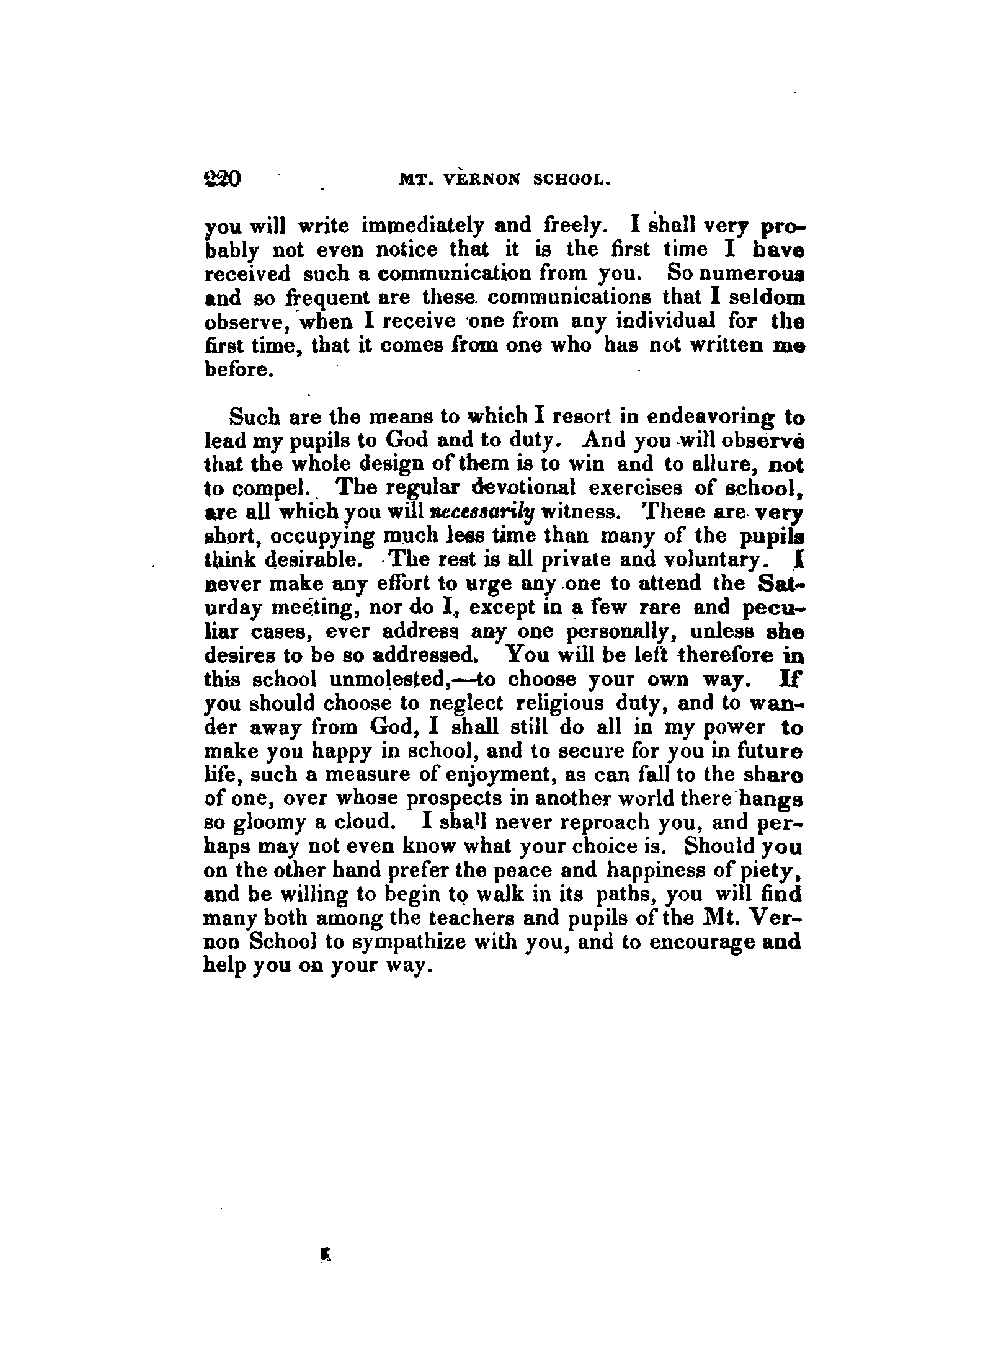 220 MT. VERNON SCHOOL.
you will write immediately and freely. I shall very pro-
bably not even notice that it is the first time I have
received such a communication from you. So numerous
and so frequent are these communications that I seldom
observe, when I receive one from any individual for the
first time, that it comes from one who has not written me
before.
Such are the means to which I resort in endeavoring to
lead my pupils to God and to duty. And you will observe
that the whole design of them is to win and to allure, not
to compel. The regular devotional exercises of school,
are all which you will necessarily witness. These are very
short, occupying much less time than many of the pupils
think desirable. The rest is all private and voluntary. I
never make any effort to urge any one to attend the Sat-
urday meeting, nor do I, except in a few rare and pecu-
liar cases, ever address any one personally, unless she
desires to be so addressed. You will be left therefore in
this school unmolested,—to choose your own way. If
you should choose to neglect religious duty, and to wan-
der away from God, I shall still do all in my power to
make you happy in school, and to secure for you in future
life, such a measure of enjoyment, as can fall to the share
of one, over whose prospects in another world there hangs
so gloomy a cloud. I shall never reproach you, and per-
haps may not even know what your choice is. Should you
on the other hand prefer the peace and happiness of piety,
and be willing to begin to walk in its paths, you will find
many both among the teachers and pupils of the Mt. Ver-
non School to sympathize with you, and to encourage and
help you on your way.